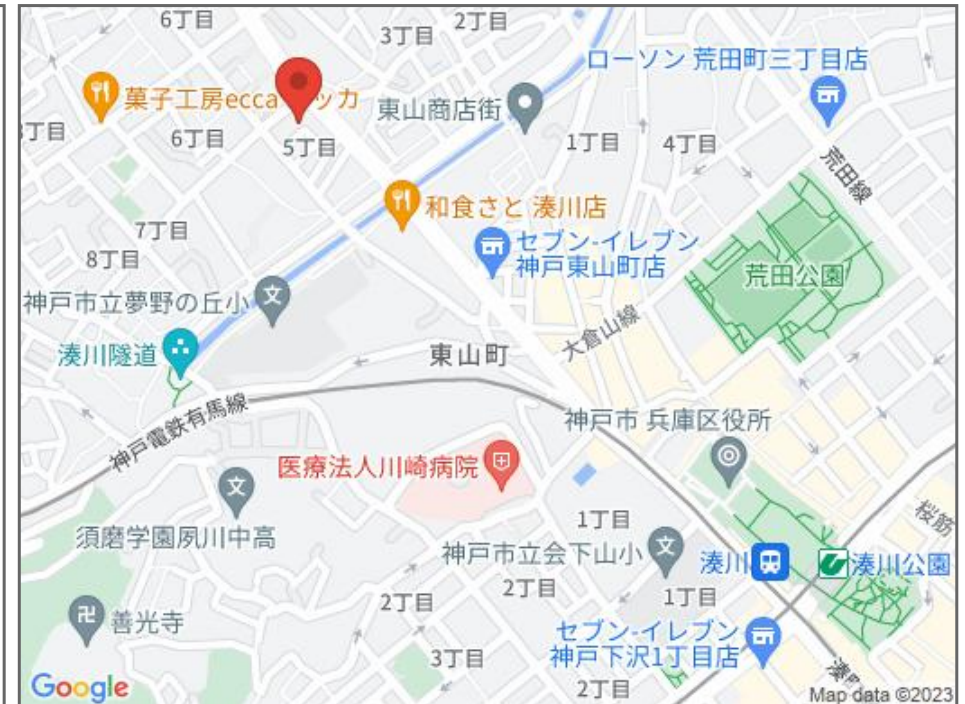 6丁目
3丁目
2丁目
ローソン 荒田町三丁目店
菓子工房ecca
ッカ
東山商店街
丁目
6丁目
5丁目
1丁目
4丁目
荒田線
和食さと 湊川店
7丁目
セブン-イレブン
神戸東山町店
8丁目
荒田公園
神戸市立夢野の丘小
大倉山線
湊川隧道
東山町
神戸電鉄有馬線
神戸市 兵庫区役所
医療法人川崎病院
桜筋
1丁目
須磨学園夙川中高
神戸市立会下山小
湊川
湊川公園
2丁目
2丁目
1丁目
善光寺
セブン-イレブン
神戸下沢1丁目店
3丁目
2丁目
Google
Map data ©2023